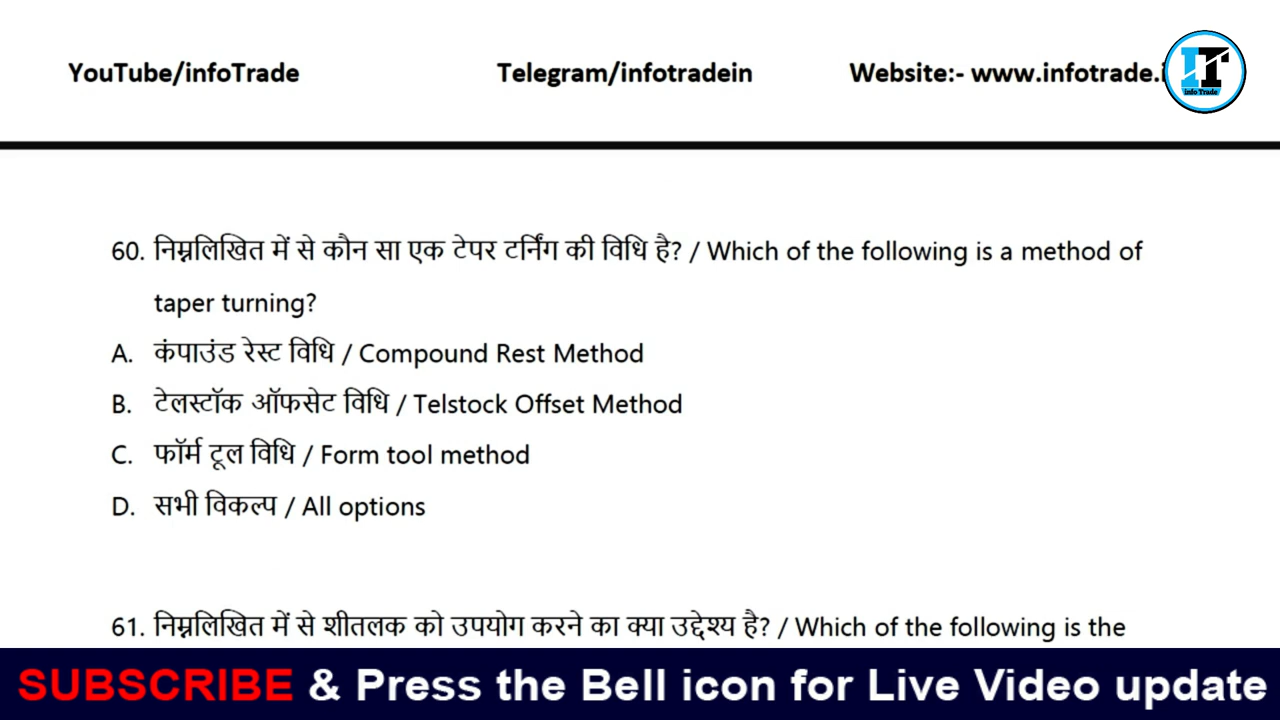 YouTube/infoTrade Telegram/infotradein Website:- www.infotrade.i
IT
Info Trade
60. निम्नलिखित में से कौन सा एक टेपर टर्निंग की विधि है? / Which of the following is a method of
taper turning?
A. कंपाउंड रेस्ट विधि / Compound Rest Method
B. टेलस्टॉक ऑफसेट विधि / Telstock Offset Method
C. फॉर्म टूल विधि / Form tool method
D. सभी विकल्प / All options
61. निम्नलिखित में से शीतलक को उपयोग करने का क्या उद्देश्य है? / Which of the following is the
SUBSCRIBE & Press the Bell icon for Live Video update